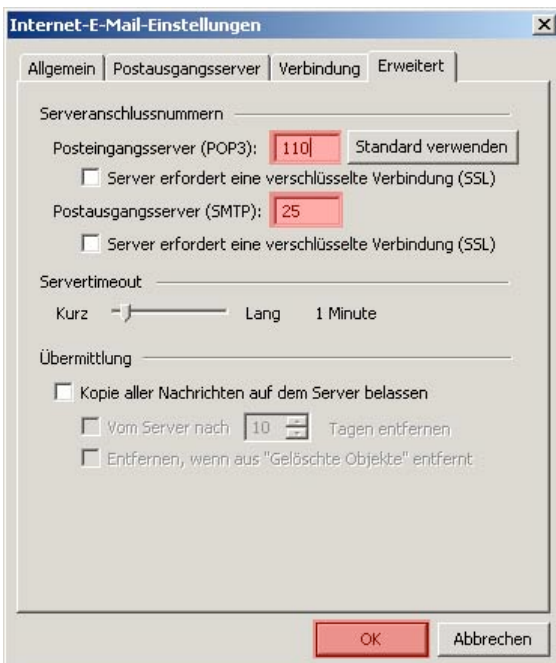 Internet-E-Mail-Einstellungen
Allgemein Postausgangsserver Verbindung Erweitert
Serveranschlussnummern
Posteingangsserver (POP3): 110 Standard verwenden
Server erfordert eine verschlüsselte Verbindung (SSL)
Postausgangsserver (SMTP): 25
Server erfordert eine verschlüsselte Verbindung (SSL)
Servertimeout
Kurz Lang 1 Minute
Übermittlung
Kopie aller Nachrichten auf dem Server belassen
Vom Server nach 10 Tagen entfernen
Entfernen, wenn aus "Gelöschte Objekte" entfernt
OK Abbrechen